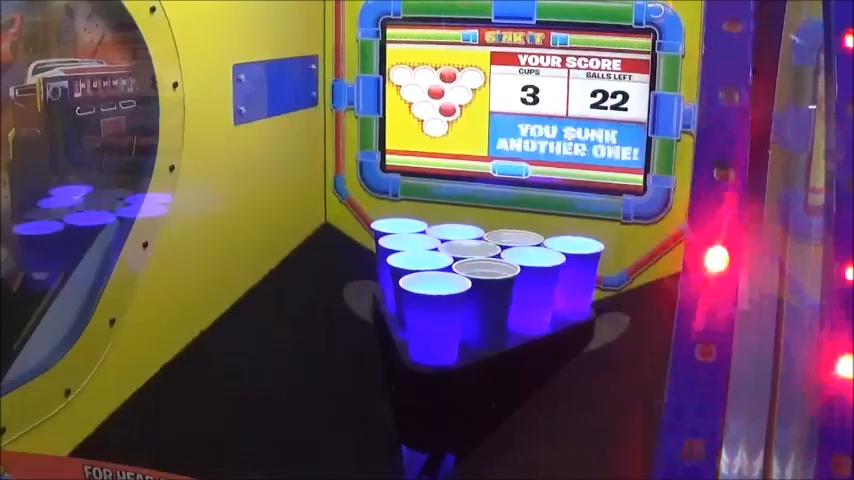 SINK IT
YOUR SCORE
CUPS BALLS LEFT
3 22
YOU SUNK
ANOTHER ONE!
FOR HEAD